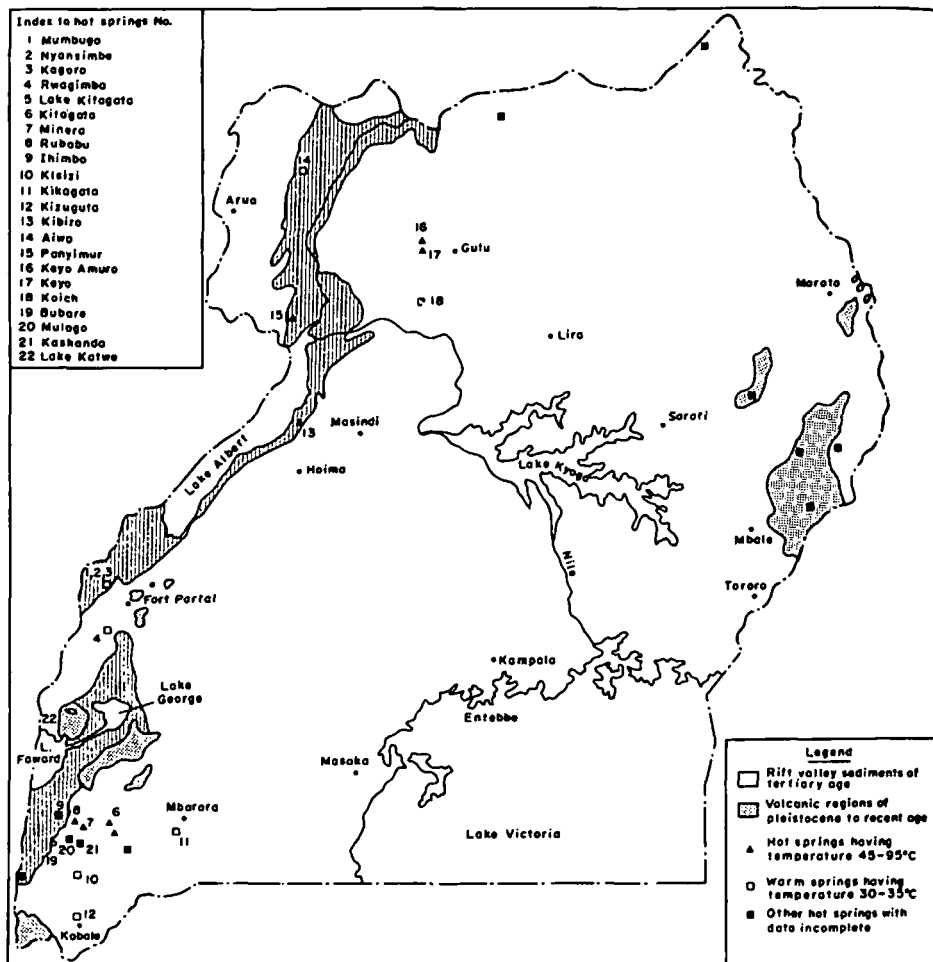 Index to hot springs No.
1 Mumbuga
2 Nyansimbe
3 Kagoro
4 Rwagimba
5 Lake Kitagata
6 Kitagata
7 Minera
8 Rubabu
9 Ihimbo
10 Kisizi
11 Kikagata
12 Kizuguta
13 Kibiro
14 Aiwa
15 Panyimur
16 Keyo Amuro
17 Keyo
18 Koich
19 Bubare
20 Mulogo
21 Kashanda
22 Lake Katwe
14
Arua
16
17
Gulu
Moroto
18
15
Lira
13
Masindi
Soroti
Lake Albert
Hoima
Lake Kyoga
Mbale
Nile
1,2,3
Fort Portal
Tororo
4
Kampala
Lake
George
Entebbe
22
L.
Edward
Masaka
9
8
6
7
Mbarara
11
Lake Victoria
20
21
19
10
12
Kabale
Legend
Rift valley sediments of
tertiary age
Volcanic regions of
pleistocene to recent age
Hot springs having
temperature 45-95°C
Warm springs having
temperature 30-35°C
Other hot springs with
data incomplete